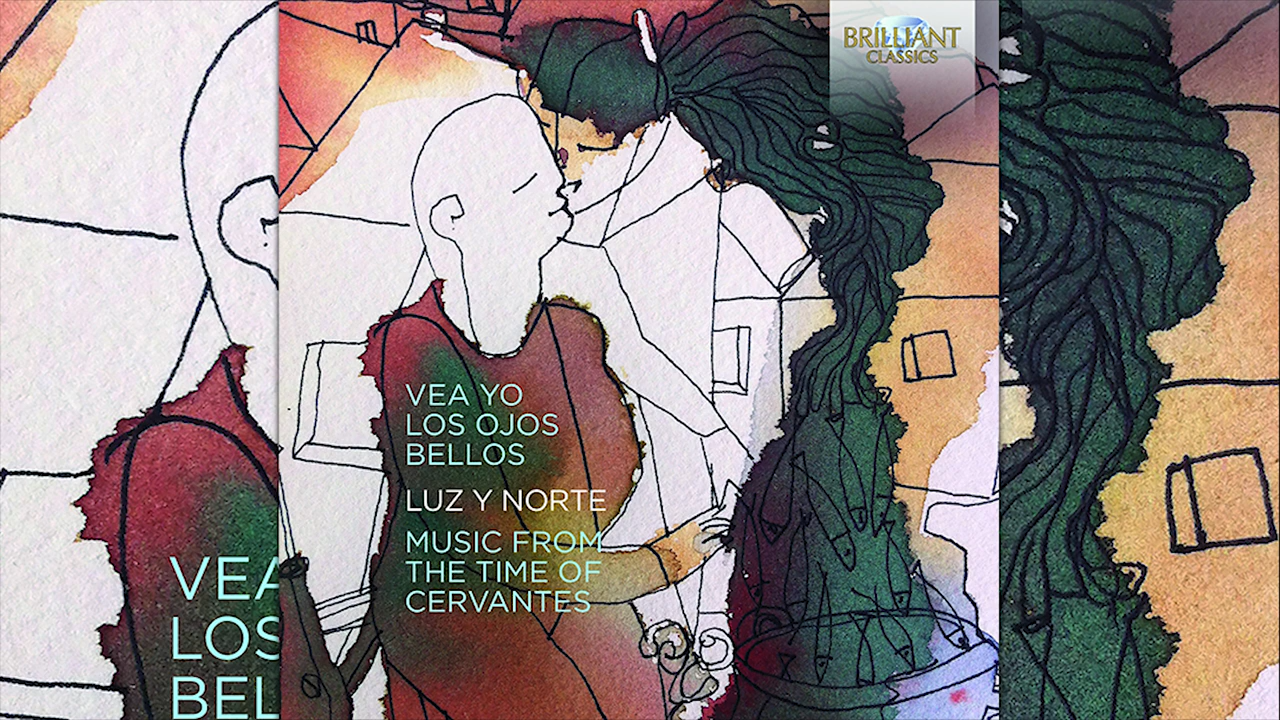 BRILLIANT
CLASSICS
VEA YO
LOS OJOS
BELLOS
LUZ Y NORTE
MUSIC FROM
THE TIME OF
CERVANTES
VEA
LOS
BEL